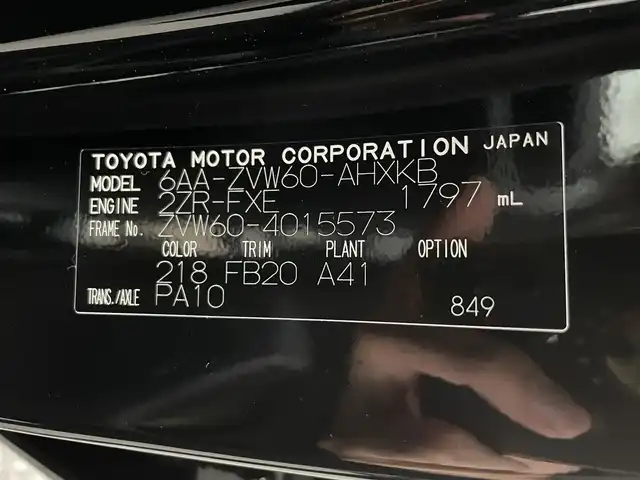 TOYOTA MOTOR CORPORATION JAPAN
MODEL 6AA-ZVW60-AHXKB
ENGINE 2ZR-FXE 1797 mL
FRAME No. ZVW60-4015573
COLOR TRIM PLANT OPTION
218 FB20 A41
TRANS./AXLE PA10
849